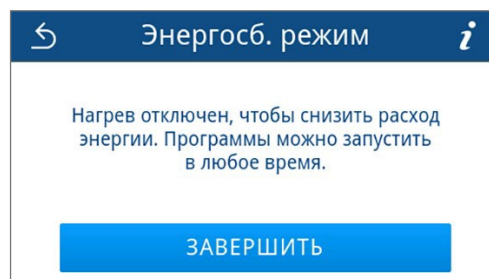 Энергосб. режим i
Нагрев отключен, чтобы снизить расход
энергии. Программы можно запустить
в любое время.
ЗАВЕРШИТЬ